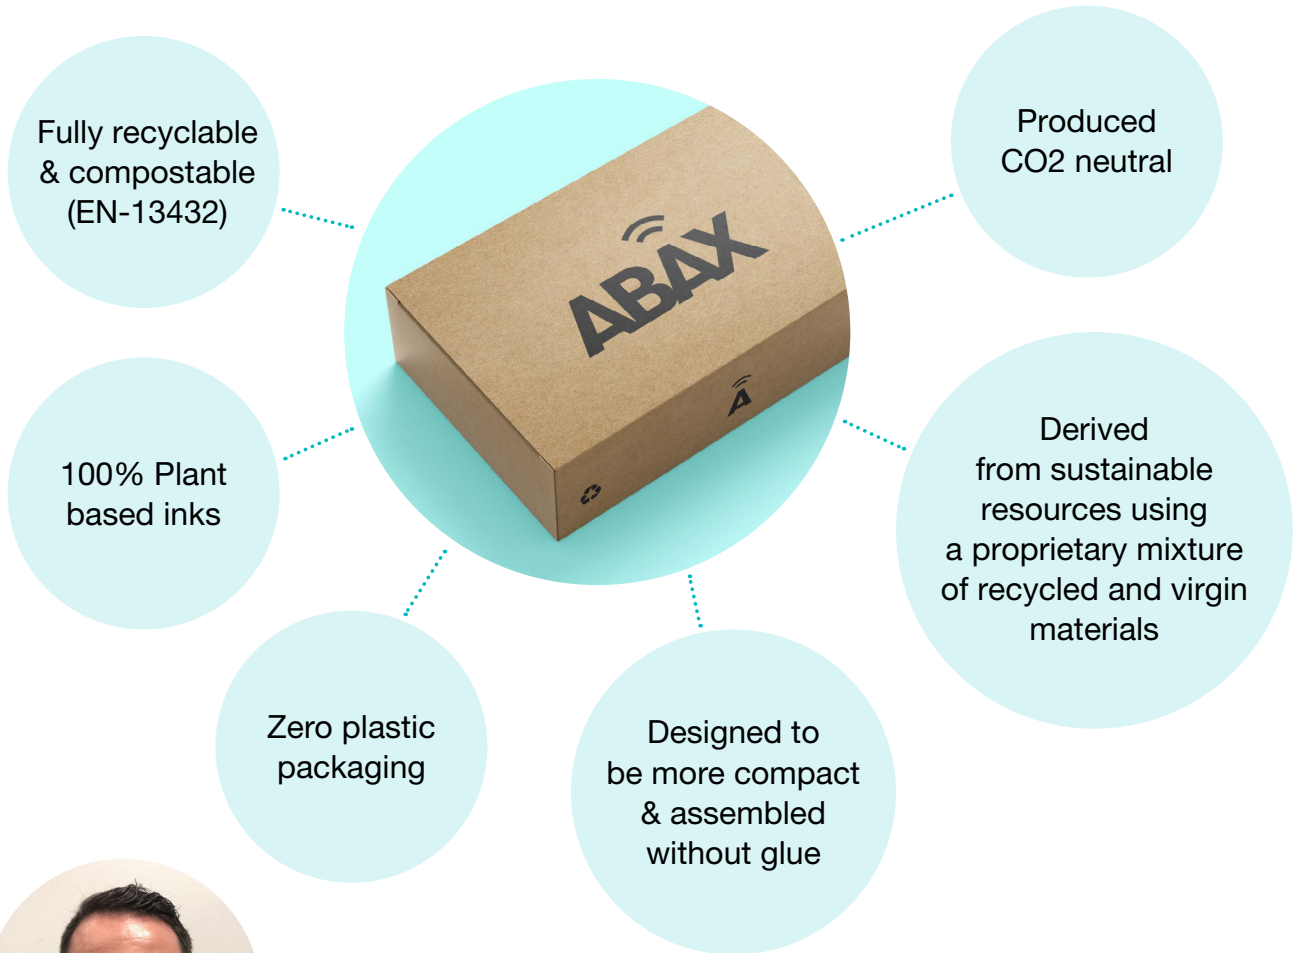 Fully recyclable
& compostable
(EN-13432)
Produced
CO2 neutral
ABAX
A
100% Plant
based inks
Derived
from sustainable
resources using
a proprietary mixture
of recycled and virgin
materials
Zero plastic
packaging
Designed to
be more compact
& assembled
without glue